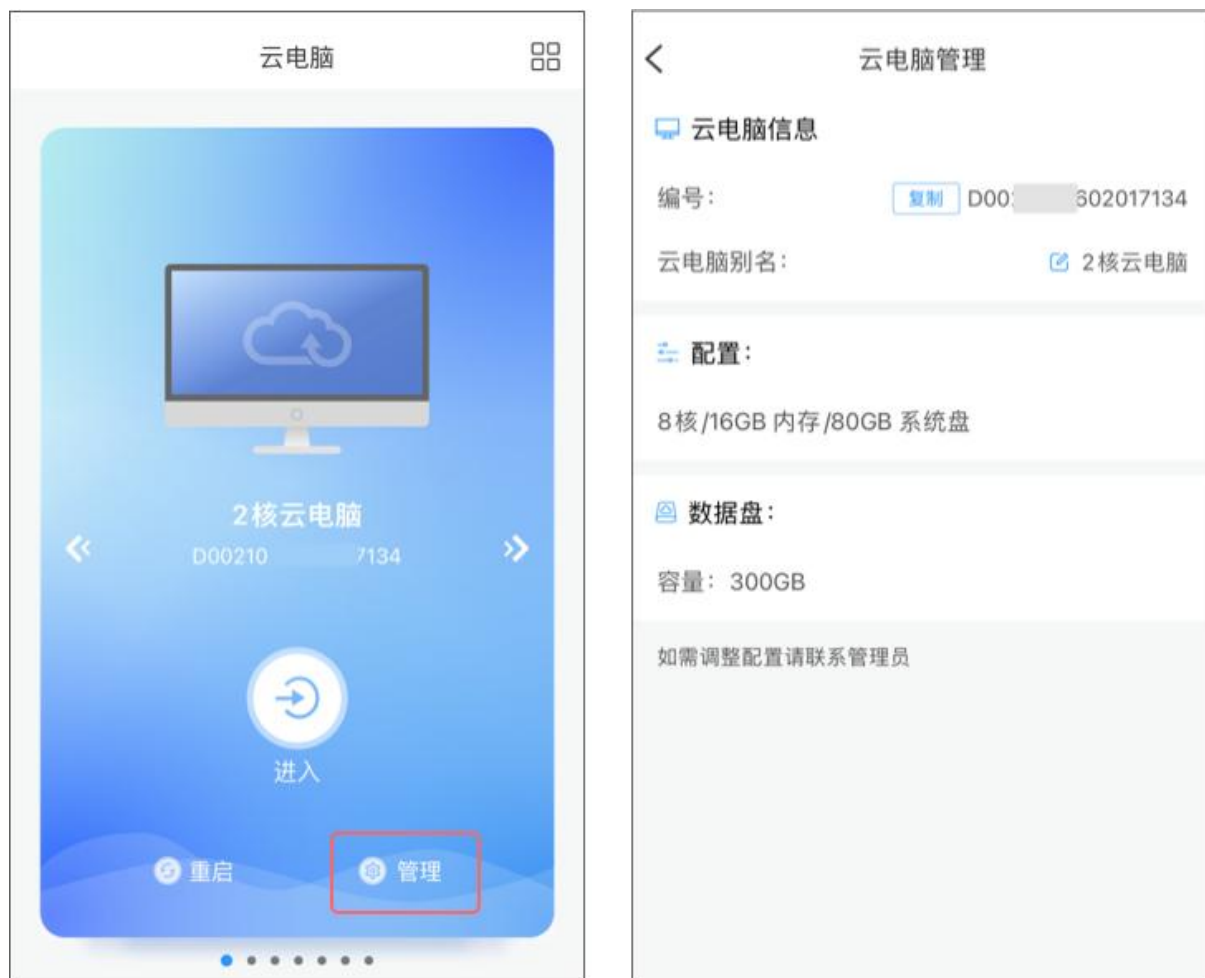 云电脑
2核云电脑
D00210 7134
进入
重启
管理
云电脑管理
云电脑信息
编号： 复制 D00 602017134
云电脑别名： 2核云电脑
配置：
8核/16GB 内存/80GB 系统盘
数据盘：
容量：300GB
如需调整配置请联系管理员